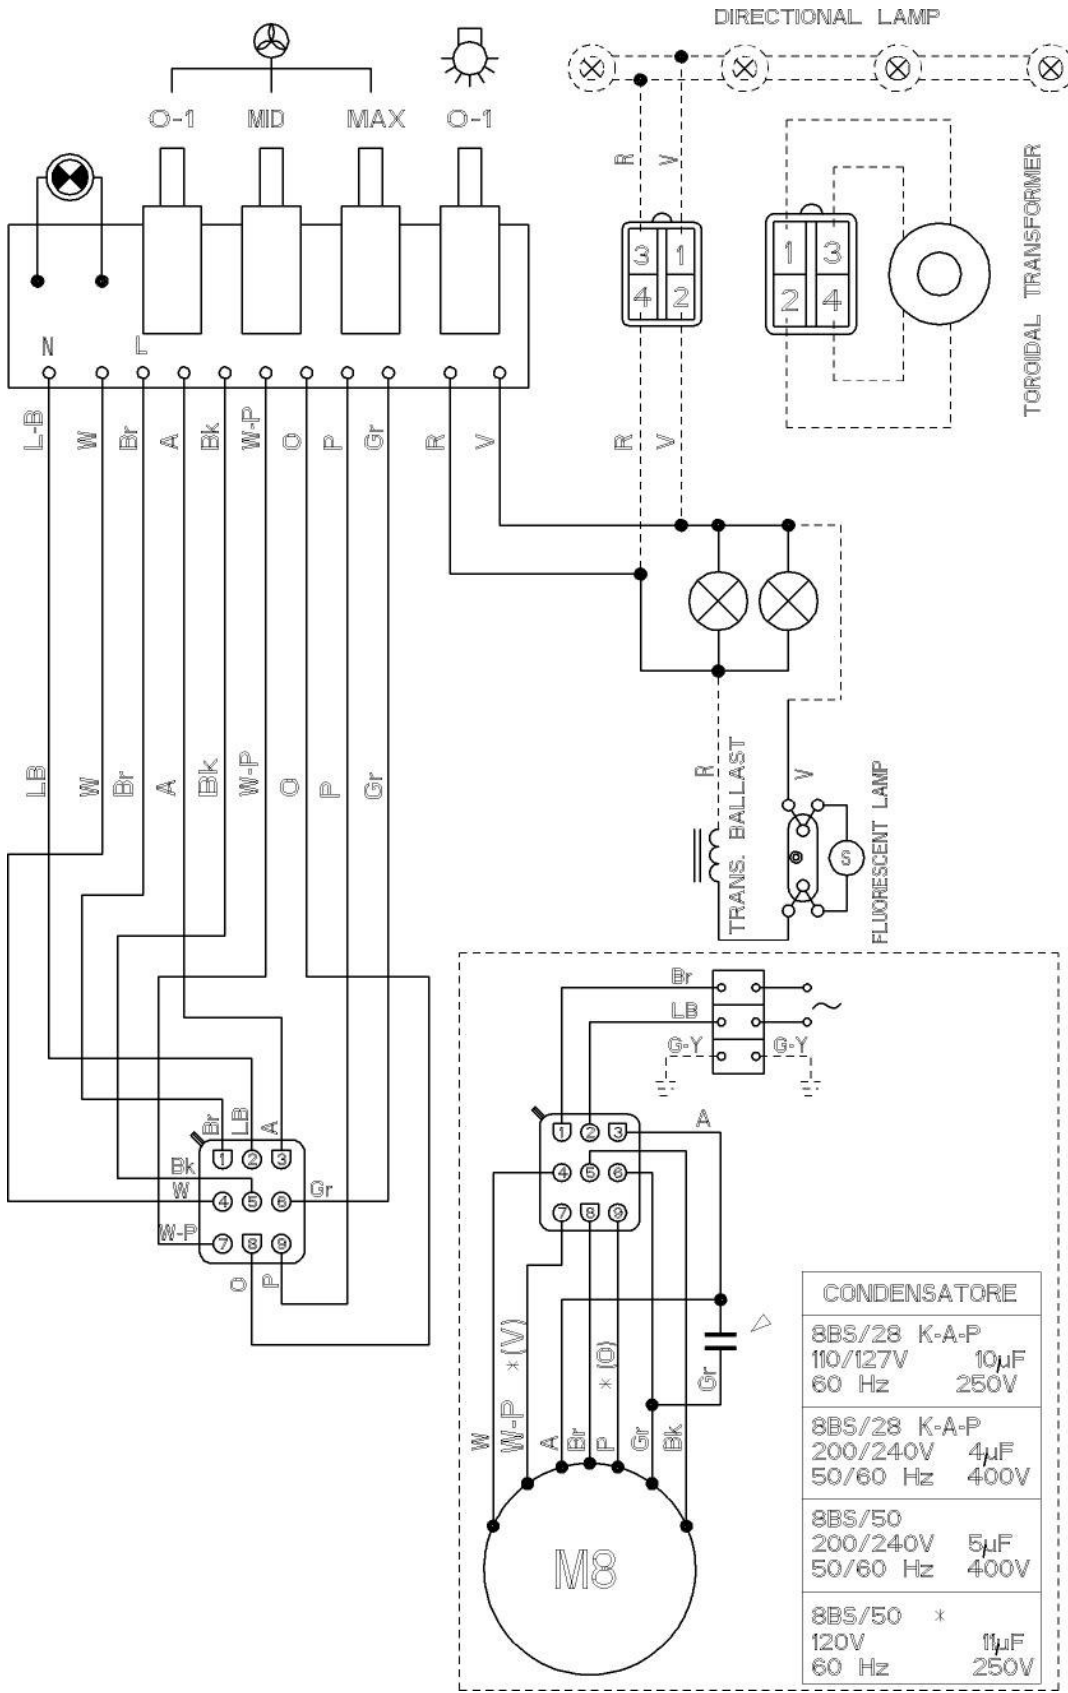 DIRECTIONAL LAMP
O-1 MID MAX O-1
R V
TOROIDAL TRANSFORMER
3 1
4 2
1 3
2 4
N L
L-B W Br A Bk W-P O P Gr R V
R V
LB W Br A Bk W-P O P Gr
R V
TRANS. BALLAST
S
FLUORESCENT LAMP
Br
LB
G-Y G-Y
Br LB A
1 2 3
Bk
W
4 5 6
Gr
W-P
7 8 9
O P
1 2 3
A
4 5 6
7 8 9
W W-P *(V) A Br P *(O) Gr Bk Gr
M8
CONDENSATORE
8BS/28 K-A-P
110/127V 10µF
60 Hz 250V
8BS/28 K-A-P
200/240V 4µF
50/60 Hz 400V
8BS/50
200/240V 5µF
50/60 Hz 400V
8BS/50 *
120V 11µF
60 Hz 250V